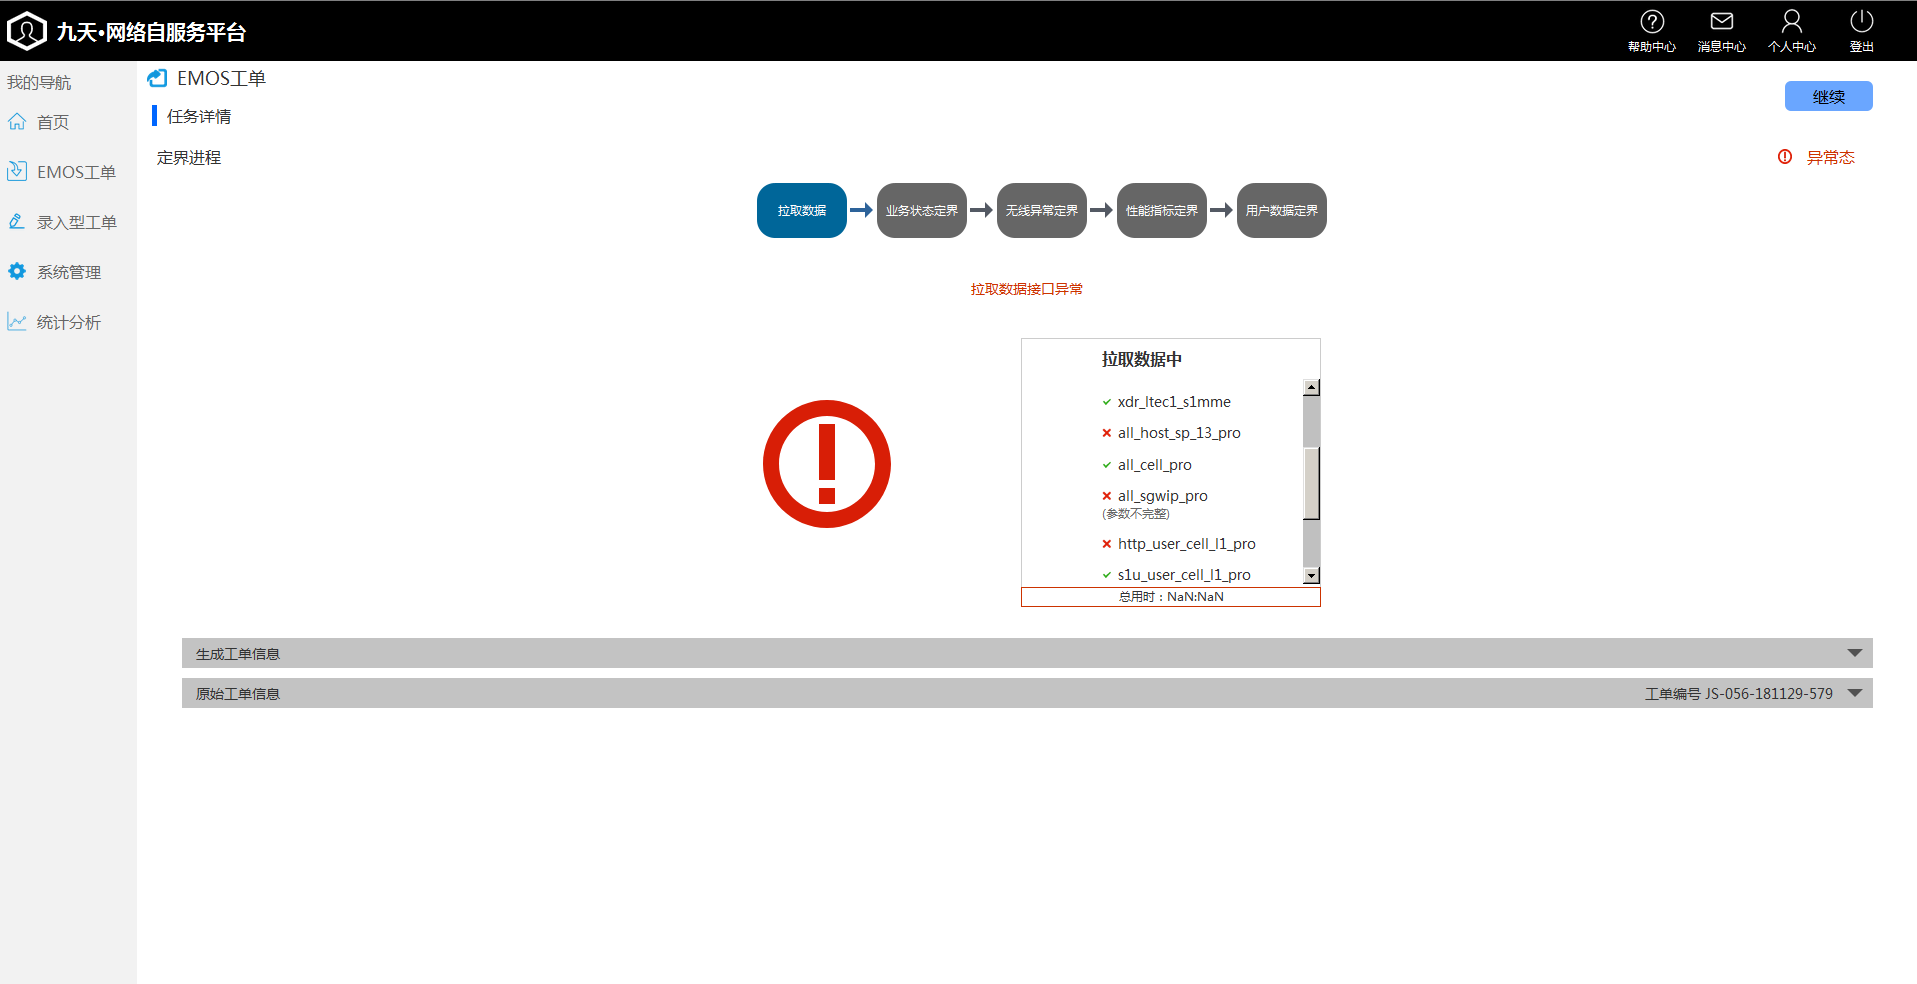 九天•网络自服务平台
帮助中心 消息中心 个人中心 登出
我的导航
首页
EMOS工单
录入型工单
系统管理
统计分析
EMOS工单
继续
任务详情
定界进程
异常态
拉取数据 业务状态定界 无线异常定界 性能指标定界 用户数据定界
拉取数据接口异常
拉取数据中
xdr_ltec1_s1mme
all_host_sp_13_pro
all_cell_pro
all_sgwip_pro
(参数不完整)
http_user_cell_l1_pro
s1u_user_cell_l1_pro
总用时：NaN:NaN
生成工单信息
原始工单信息 工单编号 JS-056-181129-579